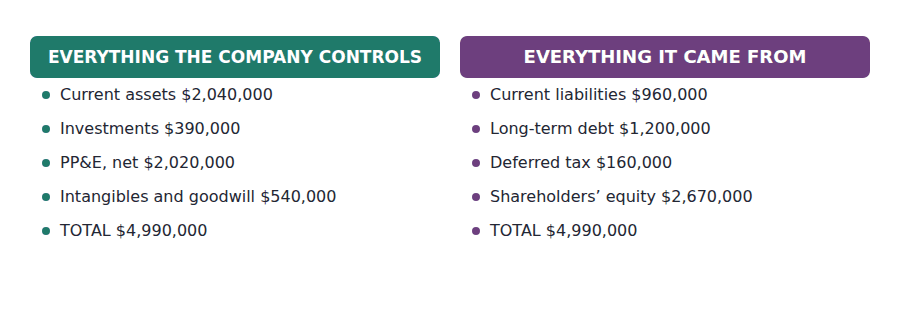 EVERYTHING THE COMPANY CONTROLS
Current assets $2,040,000
Investments $390,000
PP&E, net $2,020,000
Intangibles and goodwill $540,000
TOTAL $4,990,000
EVERYTHING IT CAME FROM
Current liabilities $960,000
Long-term debt $1,200,000
Deferred tax $160,000
Shareholders’ equity $2,670,000
TOTAL $4,990,000